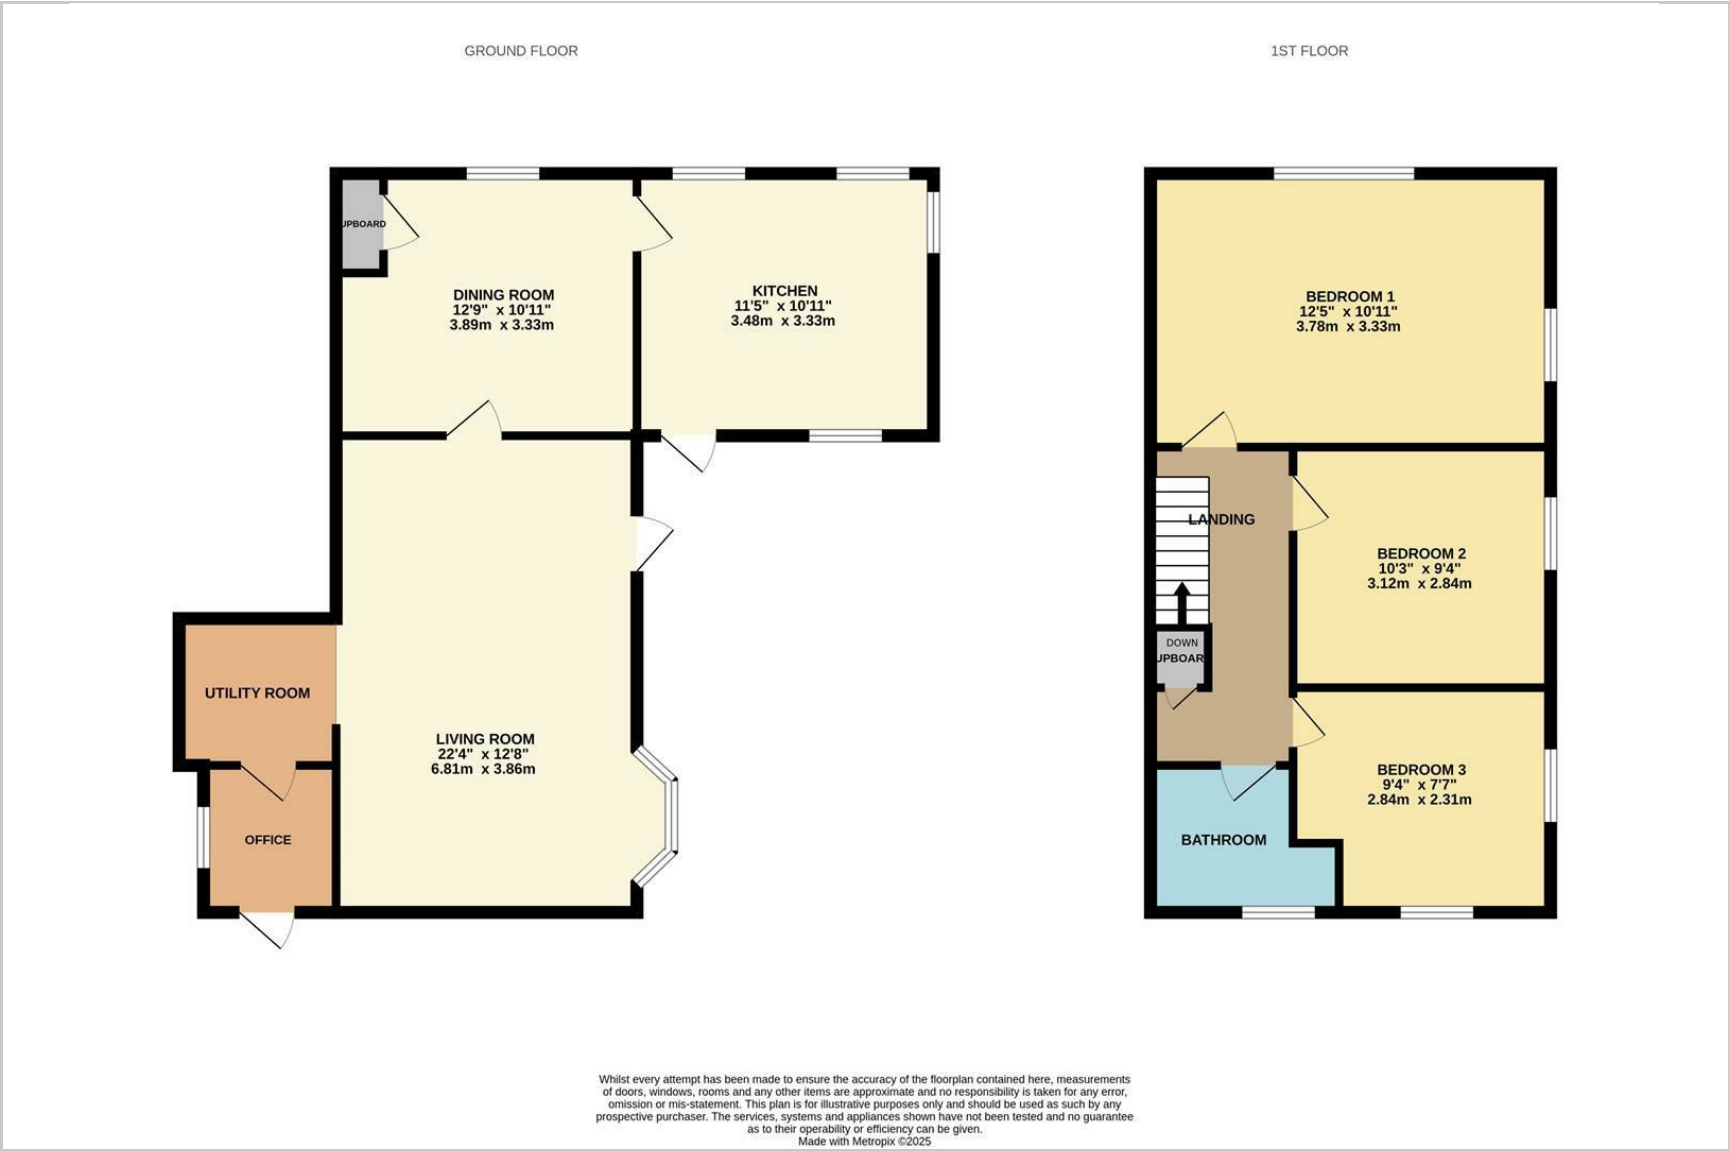 GROUND FLOOR
1ST FLOOR
UPBOARD
DINING ROOM
12'9" x 10'11"
3.89m x 3.33m
KITCHEN
11'5" x 10'11"
3.48m x 3.33m
UTILITY ROOM
LIVING ROOM
22'4" x 12'8"
6.81m x 3.86m
OFFICE
BEDROOM 1
12'5" x 10'11"
3.78m x 3.33m
LANDING
BEDROOM 2
10'3" x 9'4"
3.12m x 2.84m
DOWN
UPBOAR
BEDROOM 3
9'4" x 7'7"
2.84m x 2.31m
BATHROOM
Whilst every attempt has been made to ensure the accuracy of the floorplan contained here, measurements
of doors, windows, rooms and any other items are approximate and no responsibility is taken for any error,
omission or mis-statement. This plan is for illustrative purposes only and should be used as such by any
prospective purchaser. The services, systems and appliances shown have not been tested and no guarantee
as to their operability or efficiency can be given.
Made with Metropix ©2025